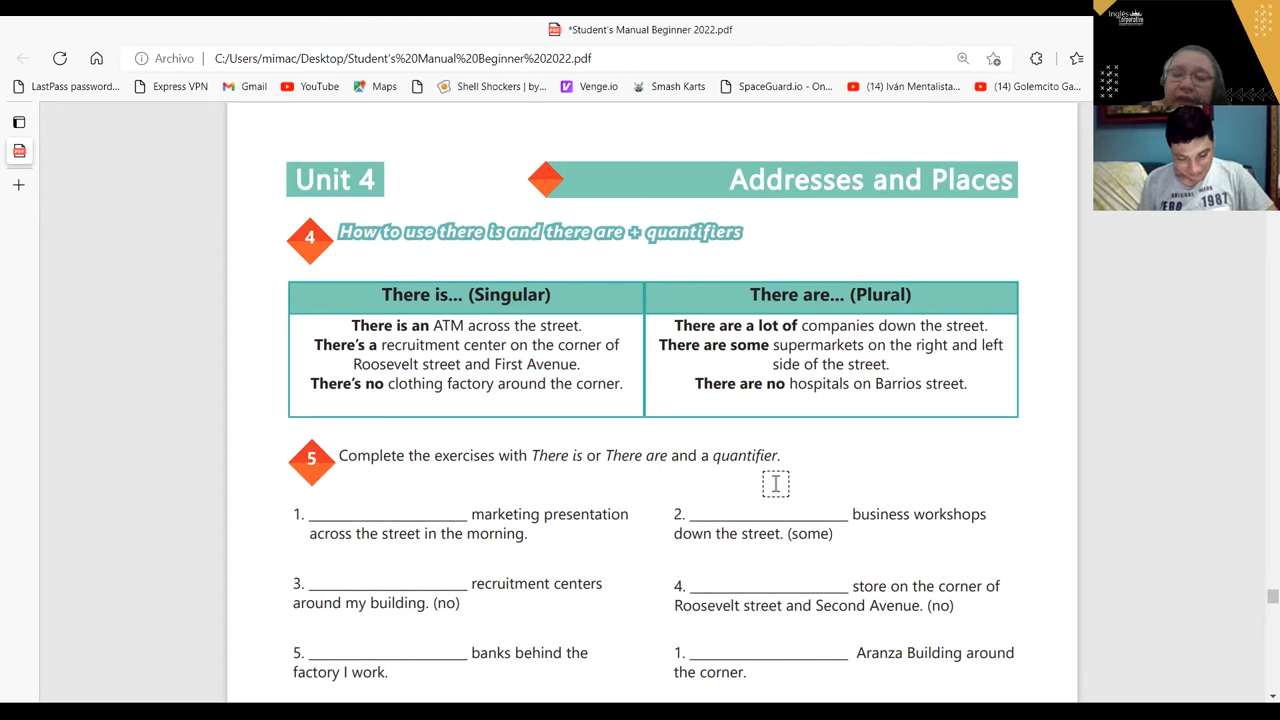 *Student's Manual Beginner 2022.pdf
Archivo
C:/Users/mimac/Desktop/Student's%20Manual%20Beginner%202022.pdf
LastPass password...
Express VPN
Gmail
YouTube
Maps
Shell Shockers | by...
Venge.io
Smash Karts
SpaceGuard.io - On...
(14) Iván Mentalista...
(14) Golemcito Ga...
Inglés
Corporativo
Unit 4
Addresses and Places
4
How to use there is and there are + quantifiers
There is... (Singular)
There is an ATM across the street.
There's a recruitment center on the corner of
Roosevelt street and First Avenue.
There's no clothing factory around the corner.
There are... (Plural)
There are a lot of companies down the street.
There are some supermarkets on the right and left
side of the street.
There are no hospitals on Barrios street.
5
Complete the exercises with There is or There are and a quantifier.
1. ____________________ marketing presentation
across the street in the morning.
2. ____________________ business workshops
down the street. (some)
3. ____________________ recruitment centers
around my building. (no)
4. ____________________ store on the corner of
Roosevelt street and Second Avenue. (no)
5. ____________________ banks behind the
factory I work.
1. ____________________ Aranza Building around
the corner.
ORIGINAL
1987